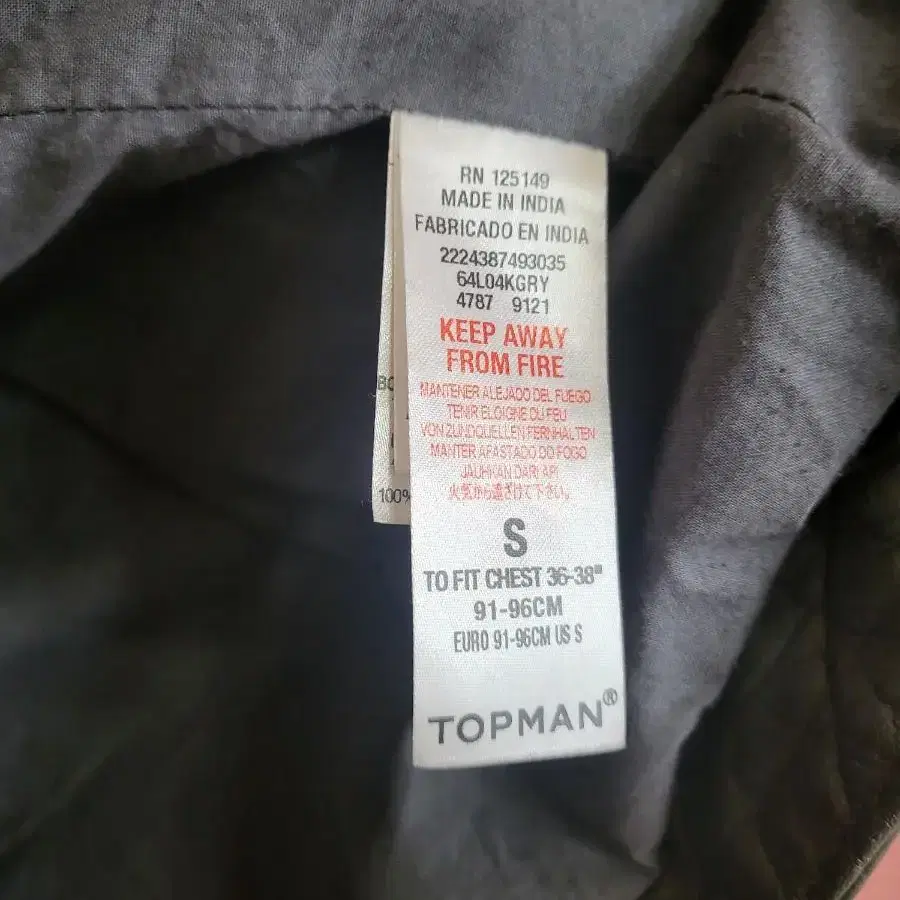 RN 125149
MADE IN INDIA
FABRICADO EN INDIA
2224387493035
64L04KGRY
4787 9121
KEEP AWAY
FROM FIRE
MANTENER ALEJADO DEL FUEGO
TENIR ELOIGNE DU FEU
VON ZUNDQUELLEN FERNHALTEN
MANTER AFASTADO DO FOGO
JAUHKAN DARI API
火気から遠ざけて下さい。
S
TO FIT CHEST 36-38"
91-96CM
EURO 91-96CM US S
TOPMAN®
100%